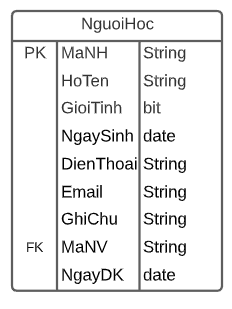 NguoiHoc
PK MaNH String
HoTen String
GioiTinh bit
NgaySinh date
DienThoai String
Email String
GhiChu String
FK MaNV String
NgayDK date